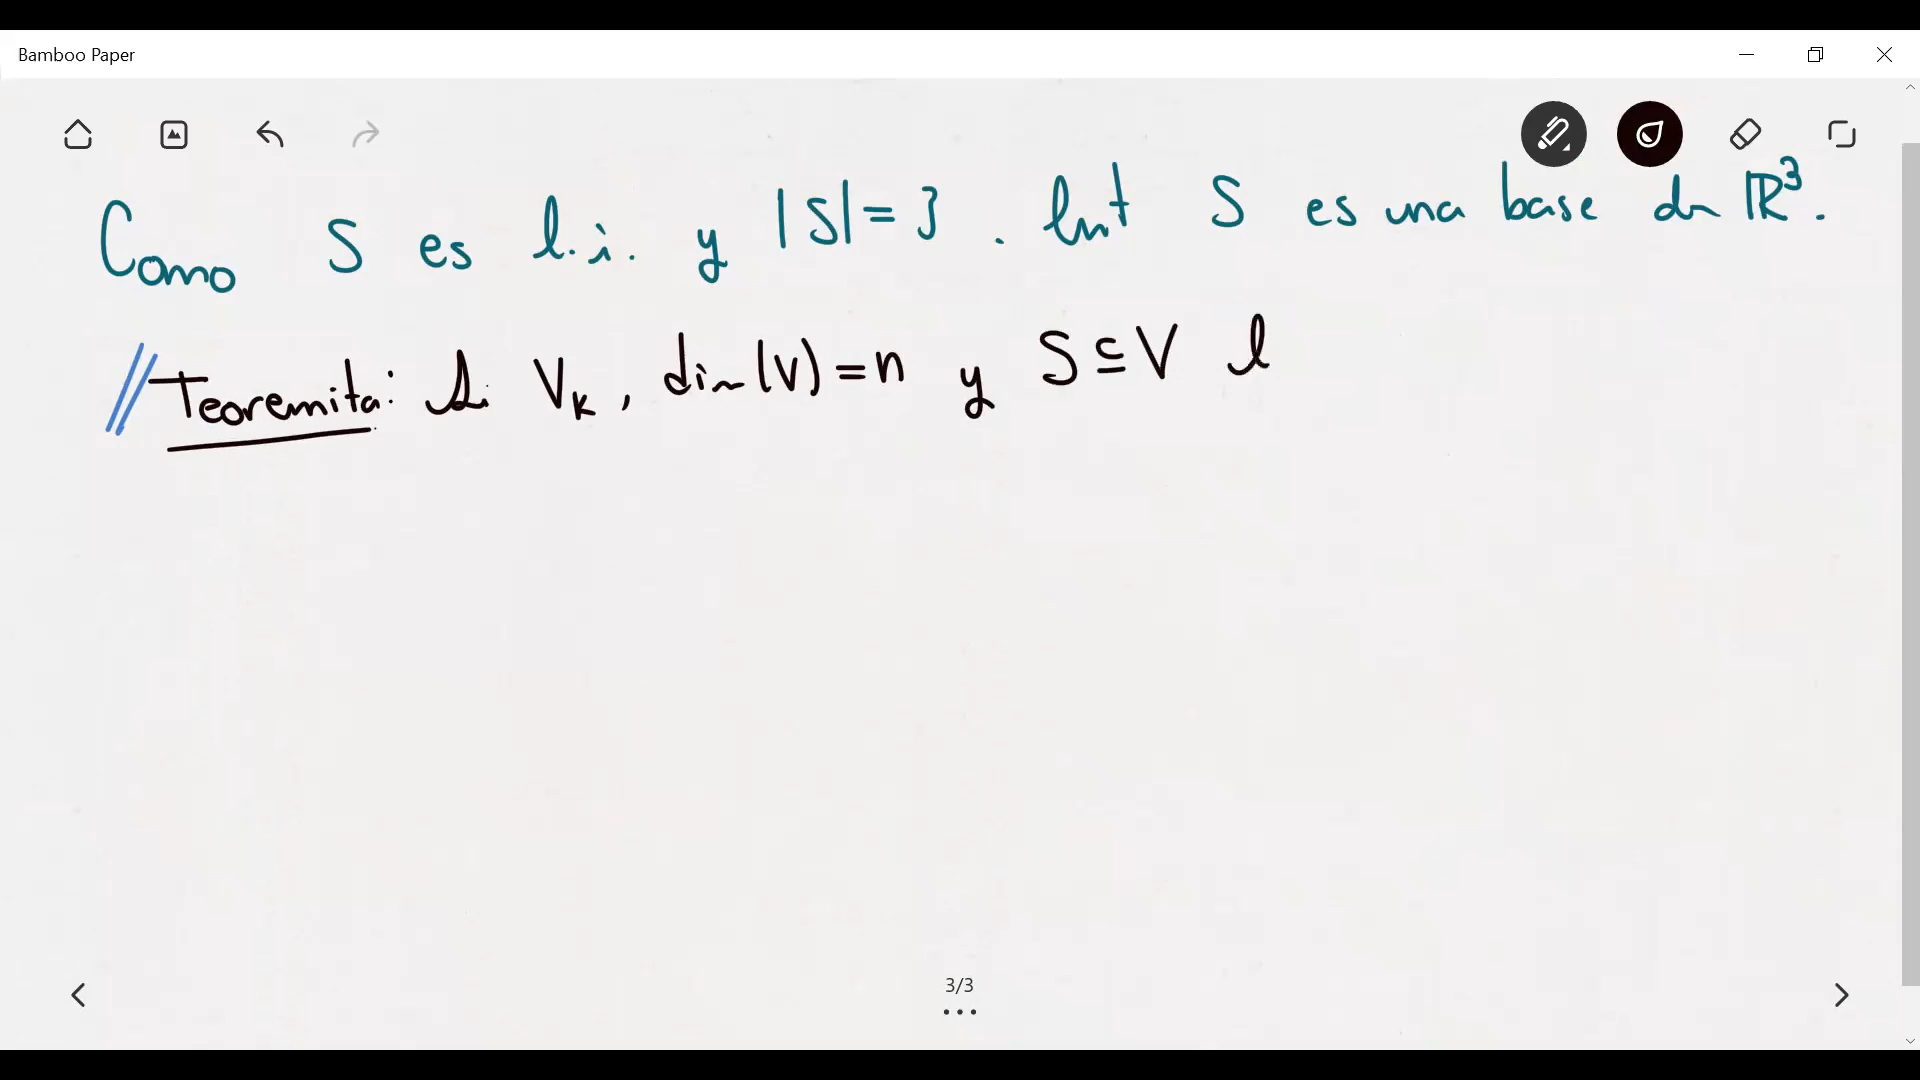 Bamboo Paper
Como S es l.i. y |S| = 3. Ent S es una base de ℝ³.
Teoremita: Si V_K, dim(V) = n y S ⊆ V l
3/3